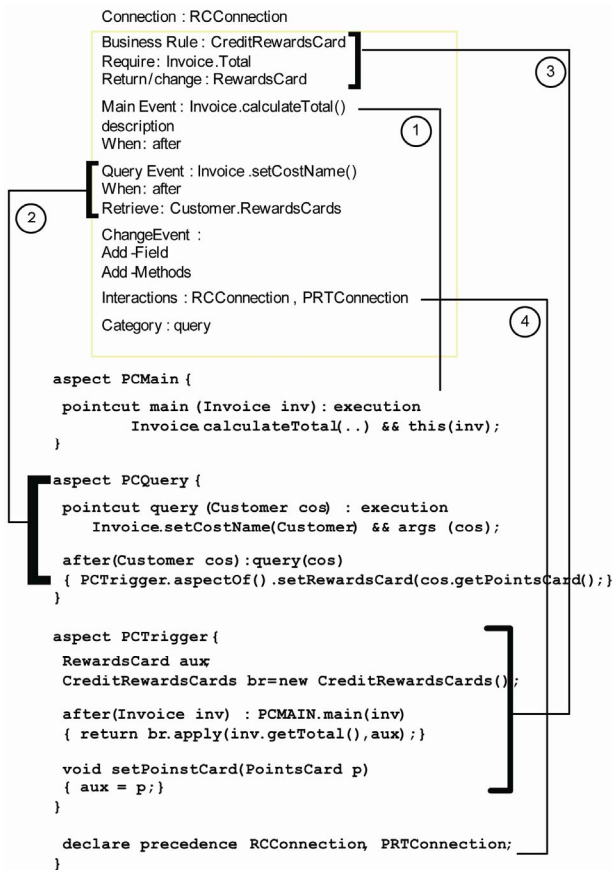 Connection : RCConnection
Business Rule : CreditRewardsCard
Require: Invoice.Total
Return/change : RewardsCard
3
Main Event : Invoice.calculateTotal()
description
When: after
1
Query Event : Invoice .setCostName()
When: after
Retrieve: Customer.RewardsCards
2
ChangeEvent :
Add -Field
Add -Methods
Interactions : RCConnection , PRTConnection
4
Category : query
aspect PCMain {
pointcut main (Invoice inv) : execution
Invoice calculateTotal(..) && this(inv);
}
aspect PCQuery {
pointcut query (Customer cos) : execution
Invoice.setCostName(Customer) && args (cos);
after(Customer cos) :query(cos)
{ PCTrigger.aspectOf() .setRewardsCard(cos.getPointsCard();}
}
aspect PCTrigger {
RewardsCard aux;
CreditRewardsCards br=new CreditRewardsCards();
after(Invoice inv) : PCMAIN.main(inv)
{ return br.apply(inv.getTotal(),aux) ;}
void setPoinstCard(PointsCard p)
{ aux = p;}
}
declare precedence RCConnection, PRTConnection;
}